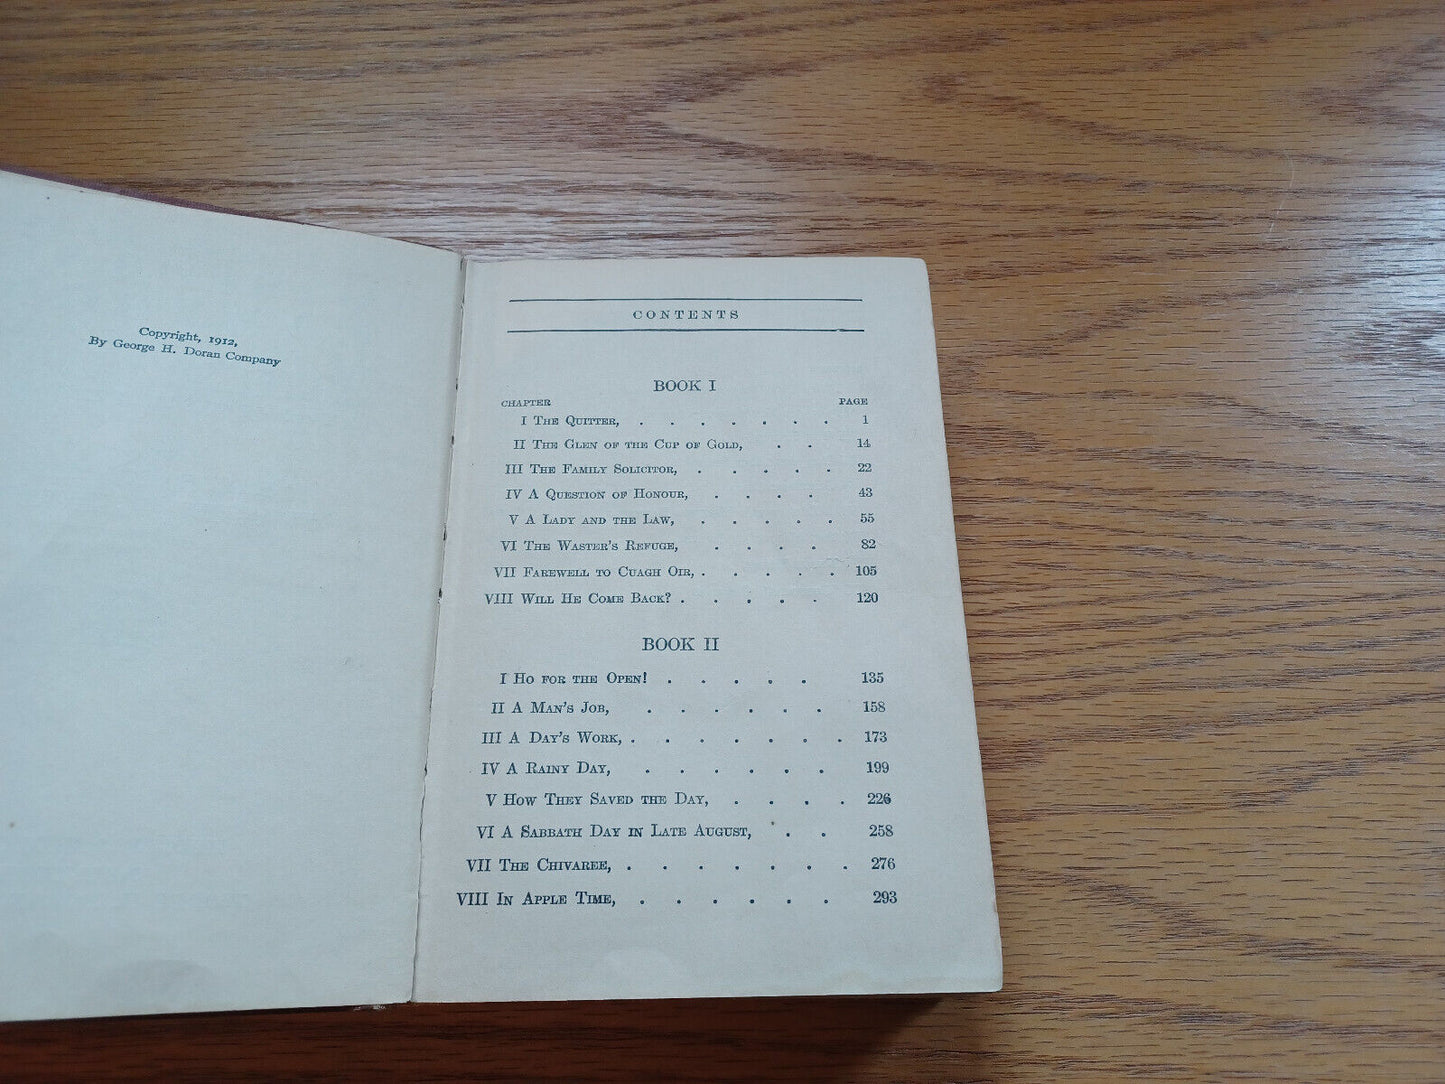 Copyright, 1912,
By George H. Doran Company
CONTENTS
BOOK I
CHAPTER PAGE
I The Quitter, . . . . . . . 1
II The Glen of the Cup of Gold, . . . 14
III The Family Solicitor, . . . . . 22
IV A Question of Honour, . . . . 43
V A Lady and the Law, . . . . . 55
VI The Waster's Refuge, . . . . 82
VII Farewell to Cuagh Oir, . . . . . 105
VIII Will He Come Back? . . . . . 120
BOOK II
I Ho for the Open! . . . . . 135
II A Man's Job, . . . . . . 158
III A Day's Work, . . . . . . . 173
IV A Rainy Day, . . . . . . 199
V How They Saved the Day, . . . . 226
VI A Sabbath Day in Late August, . . 258
VII The Chivaree, . . . . . . . 276
VIII In Apple Time, . . . . . . 293